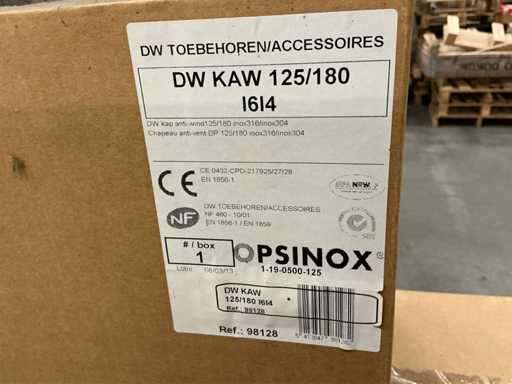 DW TOEBEHOREN/ACCESSOIRES
DW KAW 125/180
I6I4
DW kap anti-wind125/180 inox316/inox304
Chapeau anti-vent DP 125/180 inox316/inox304
CE 0432-CPD-217925/27/28
EN 1856-1
NRW
DW TOEBEHOREN/ACCESSOIRES
NF 460 - 10/01
EN 1856-1 / EN 1859
NF
# / box
1
PSINOX
1-19-0500-125
DW KAW
125/180 I6I4
98128
Ref.: 98128